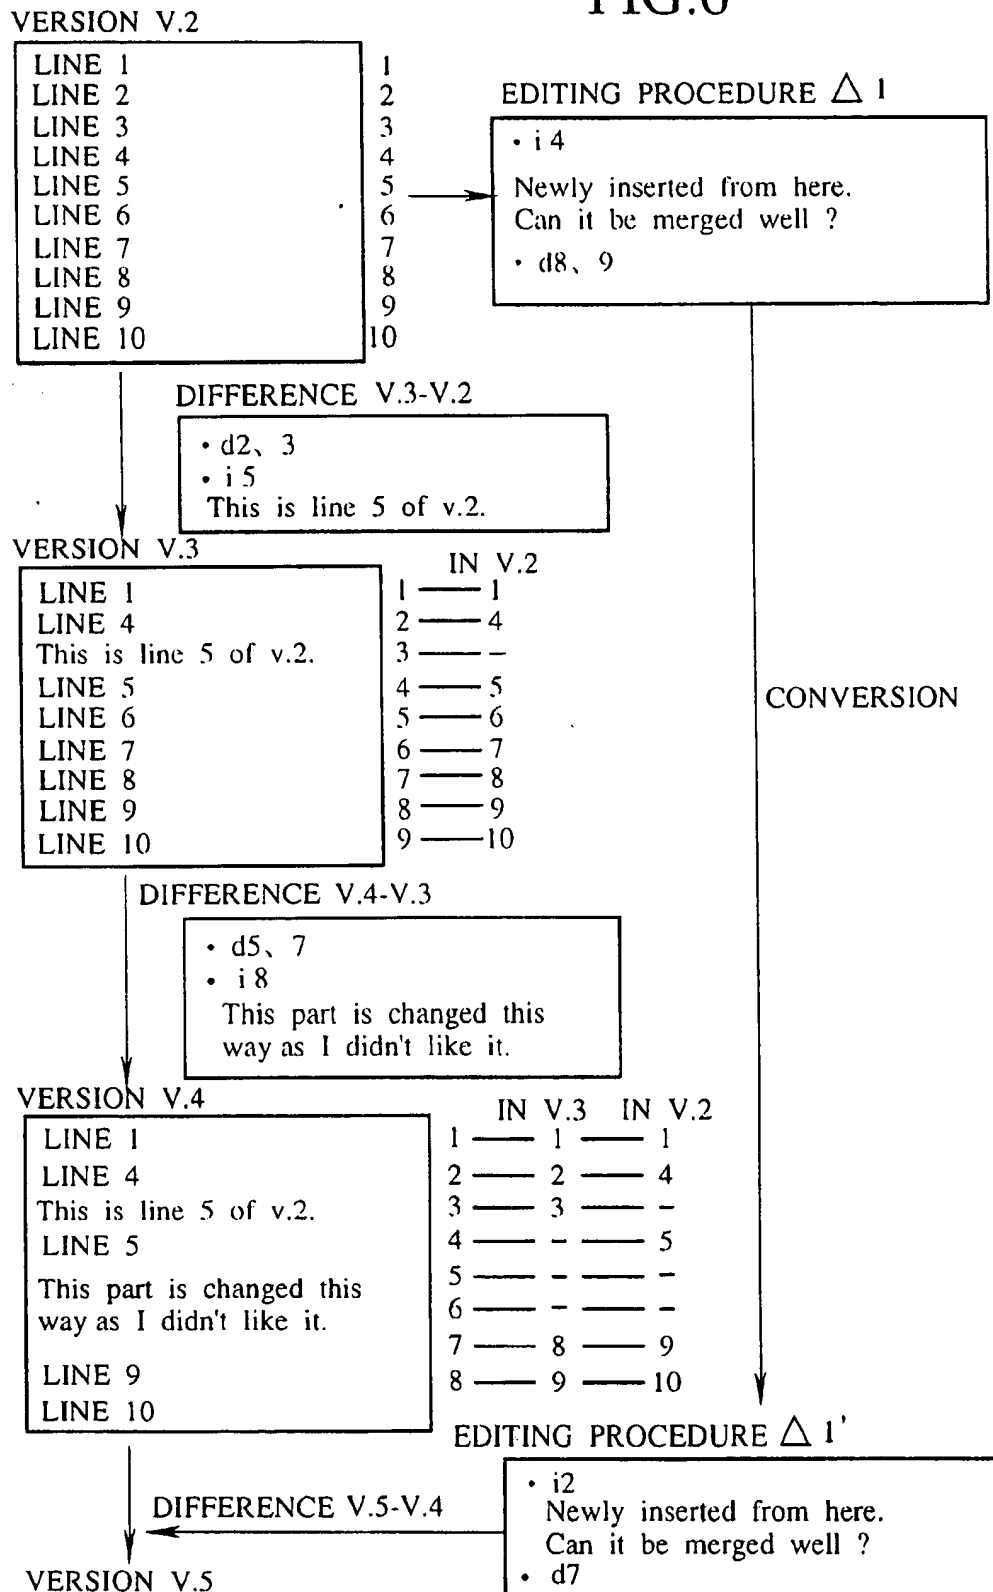 FIG.6
VERSION V.2
LINE 1 1
LINE 2 2
LINE 3 3
LINE 4 4
LINE 5 5
LINE 6 6
LINE 7 7
LINE 8 8
LINE 9 9
LINE 10 10
EDITING PROCEDURE △ 1
・i 4
Newly inserted from here.
Can it be merged well ?
・d8、9
DIFFERENCE V.3-V.2
・d2、3
・i 5
This is line 5 of v.2.
VERSION V.3
IN V.2
LINE 1 1 — 1
LINE 4 2 — 4
This is line 5 of v.2. 3 — –
LINE 5 4 — 5
LINE 6 5 — 6
LINE 7 6 — 7
LINE 8 7 — 8
LINE 9 8 — 9
LINE 10 9 — 10
CONVERSION
DIFFERENCE V.4-V.3
・d5、7
・i 8
This part is changed this
way as I didn't like it.
VERSION V.4
IN V.3 IN V.2
LINE 1 1 — 1 — 1
LINE 4 2 — 2 — 4
This is line 5 of v.2. 3 — 3 — –
LINE 5 4 — – — 5
This part is changed this 5 — – — –
way as I didn't like it. 6 — – — –
LINE 9 7 — 8 — 9
LINE 10 8 — 9 — 10
EDITING PROCEDURE △ 1'
・i2
Newly inserted from here.
Can it be merged well ?
・d7
DIFFERENCE V.5-V.4
VERSION V.5